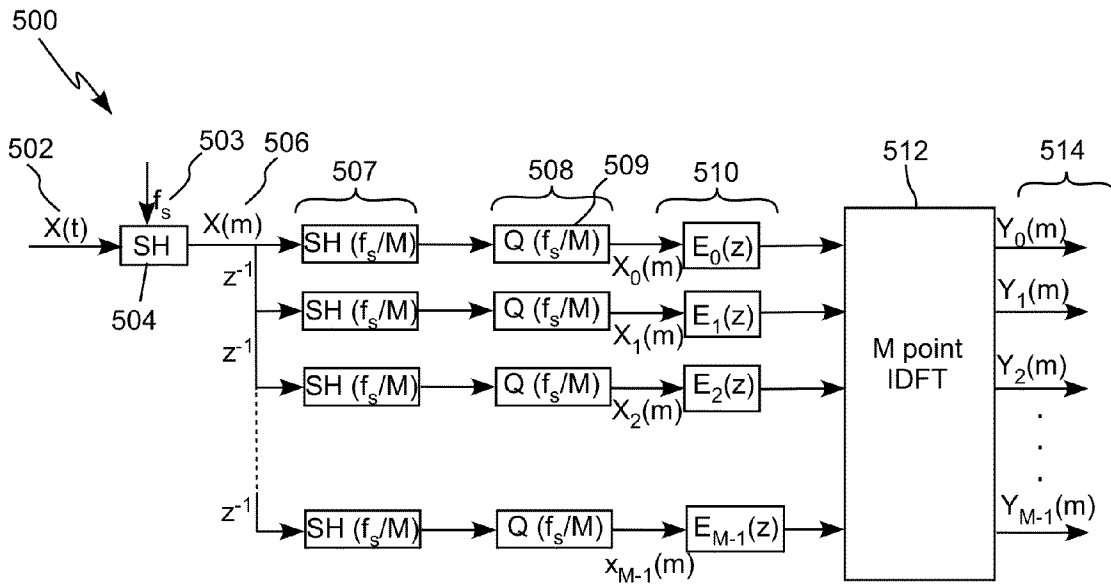 500
502
503
506
507
508
509
510
512
514
X(t)
f_s
SH
504
X(m)
SH (f_s/M)
Q (f_s/M)
X_0(m)
E_0(z)
Y_0(m)
z^-1
SH (f_s/M)
Q (f_s/M)
X_1(m)
E_1(z)
Y_1(m)
z^-1
SH (f_s/M)
Q (f_s/M)
X_2(m)
E_2(z)
M point
IDFT
Y_2(m)
.
.
.
z^-1
SH (f_s/M)
Q (f_s/M)
x_M-1(m)
E_M-1(z)
Y_M-1(m)